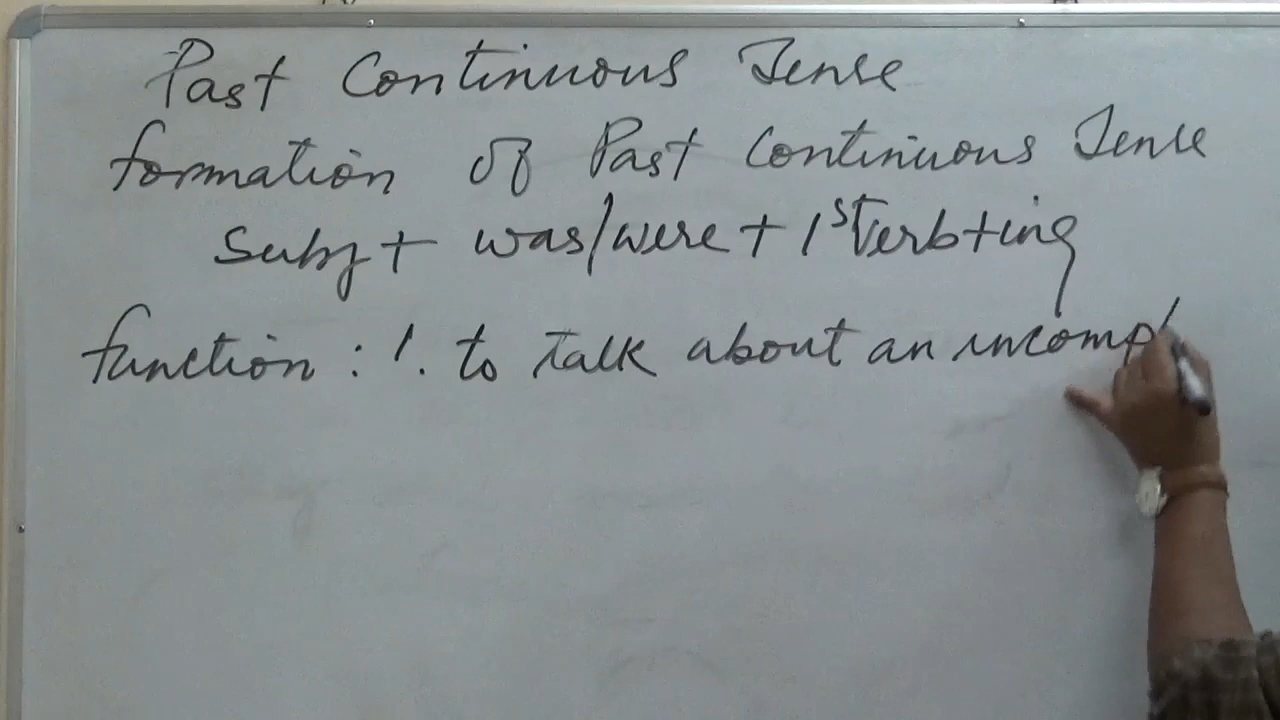 Past Continuous Tense
formation of Past Continuous Tense
Subj + was/were + 1st Verb+ing
function : 1. to talk about an incompl